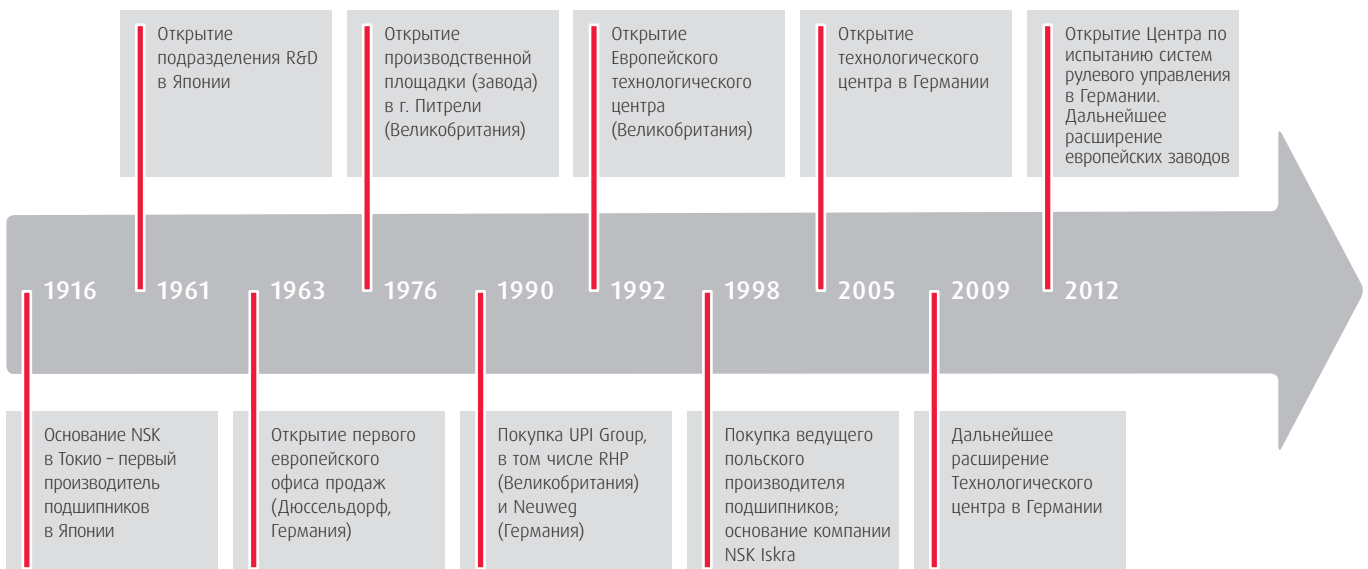 Открытие
подразделения R&D
в Японии
Открытие
производственной
площадки (завода)
в г. Питрели
(Великобритания)
Открытие
Европейского
технологического
центра
(Великобритания)
Открытие
технологического
центра в Германии
Открытие Центра по
испытанию систем
рулевого управления
в Германии.
Дальнейшее
расширение
европейских заводов
1916 1961 1963 1976 1990 1992 1998 2005 2009 2012
Основание NSK
в Токио – первый
производитель
подшипников
в Японии
Открытие первого
европейского
офиса продаж
(Дюссельдорф,
Германия)
Покупка UPI Group,
в том числе RHP
(Великобритания)
и Neuweg
(Германия)
Покупка ведущего
польского
производителя
подшипников;
основание компании
NSK Iskra
Дальнейшее
расширение
Технологического
центра в Германии